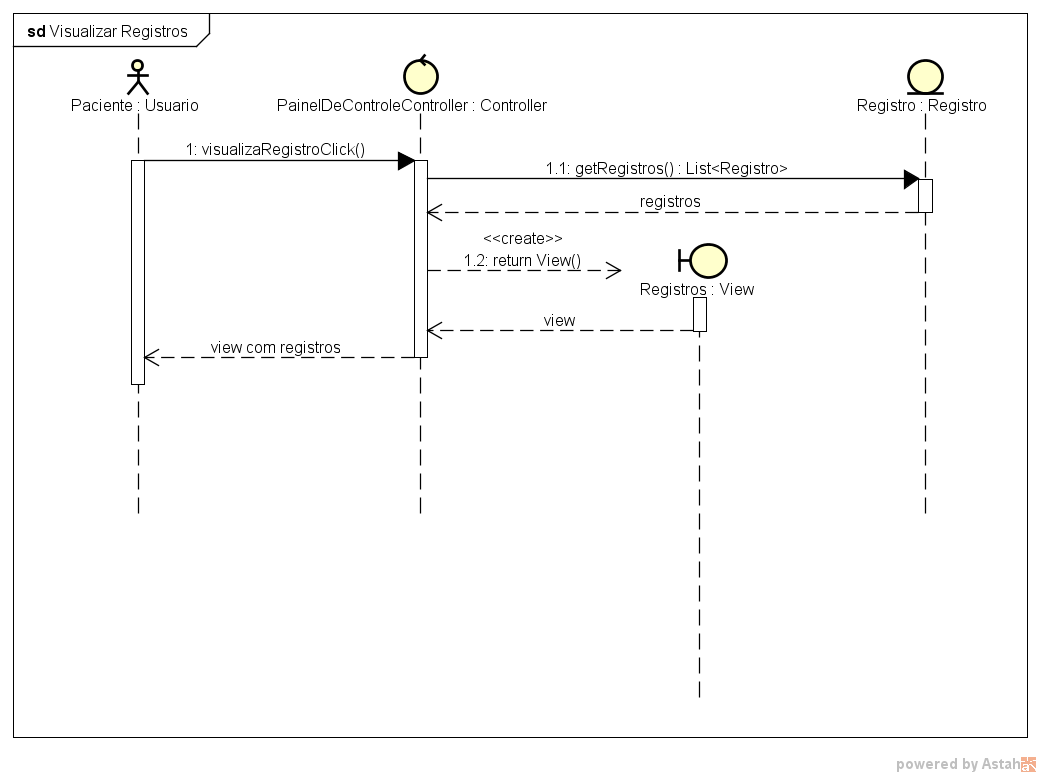 sd Visualizar Registros
Paciente : Usuario
PainelDeControleController : Controller
Registro : Registro
1: visualizaRegistroClick()
1.1: getRegistros() : List<Registro>
registros
<<create>>
1.2: return View()
Registros : View
view
view com registros
powered by Astah